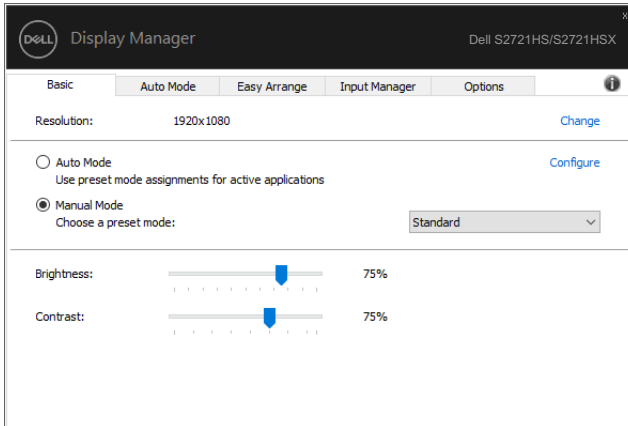 DELL Display Manager Dell S2721HS/S2721HSX
x
Basic Auto Mode Easy Arrange Input Manager Options i
Resolution: 1920x1080 Change
Auto Mode Configure
Use preset mode assignments for active applications
Manual Mode
Choose a preset mode: Standard
Brightness: 75%
Contrast: 75%